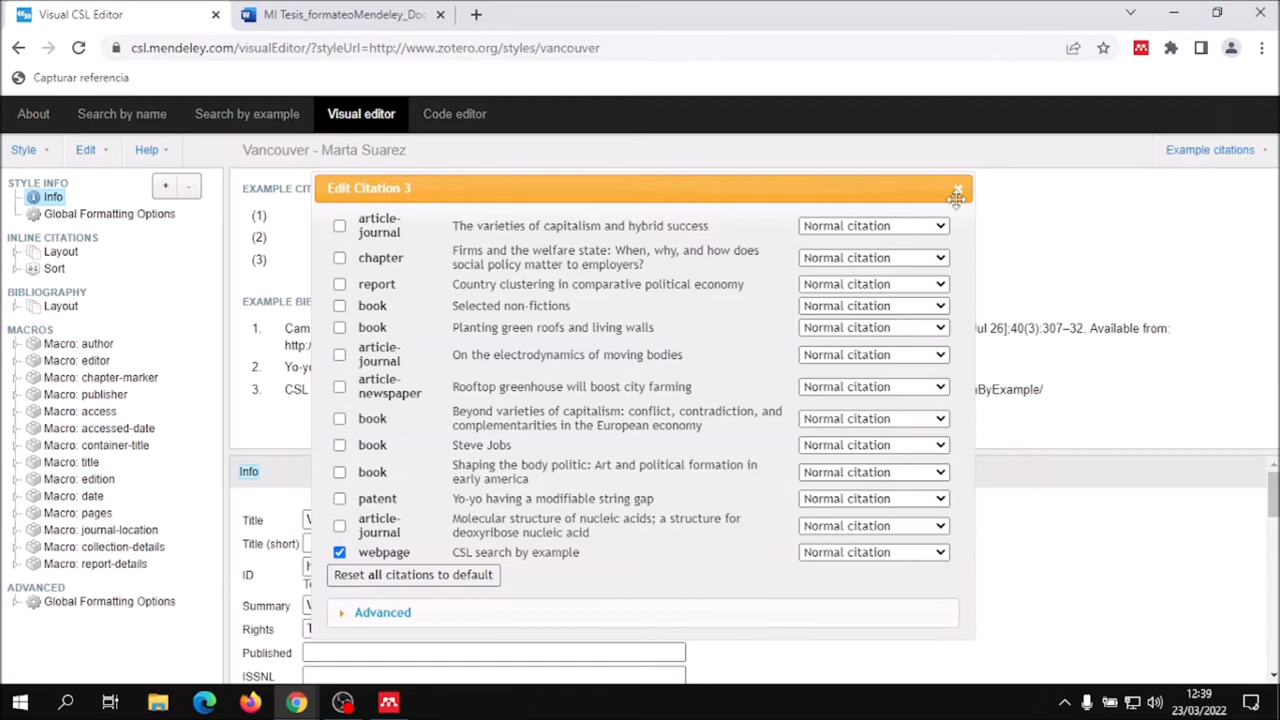 Visual CSL Editor
MI Tesis_formateoMendeley_Doc
csl.mendeley.com/visualEditor/?styleUrl=http://www.zotero.org/styles/vancouver
Capturar referencia
About Search by name Search by example Visual editor Code editor
Style Edit Help Vancouver - Marta Suarez Example citations
STYLE INFO
Info
Global Formatting Options
INLINE CITATIONS
Layout
Sort
BIBLIOGRAPHY
Layout
MACROS
Macro: author
Macro: editor
Macro: chapter-marker
Macro: publisher
Macro: access
Macro: accessed-date
Macro: container-title
Macro: title
Macro: edition
Macro: date
Macro: pages
Macro: journal-location
Macro: collection-details
Macro: report-details
ADVANCED
Global Formatting Options
+ -
EXAMPLE CIT
(1)
(2)
(3)
EXAMPLE BIB
1. Cam
Jul 26];40(3):307–32. Available from:
http:/
2. Yo-yo
3. CSL
nByExample/
Edit Citation 3
article-journal The varieties of capitalism and hybrid success Normal citation
chapter Firms and the welfare state: When, why, and how does
social policy matter to employers? Normal citation
report Country clustering in comparative political economy Normal citation
book Selected non-fictions Normal citation
book Planting green roofs and living walls Normal citation
article-journal On the electrodynamics of moving bodies Normal citation
article-newspaper Rooftop greenhouse will boost city farming Normal citation
book Beyond varieties of capitalism: conflict, contradiction, and
complementarities in the European economy Normal citation
book Steve Jobs Normal citation
book Shaping the body politic: Art and political formation in
early america Normal citation
patent Yo-yo having a modifiable string gap Normal citation
article-journal Molecular structure of nucleic acids; a structure for
deoxyribose nucleic acid Normal citation
webpage CSL search by example Normal citation
Reset all citations to default
Advanced
Info
Title
Title (short)
ID
Summary
Rights
Published
ISSNL
12:39
23/03/2022